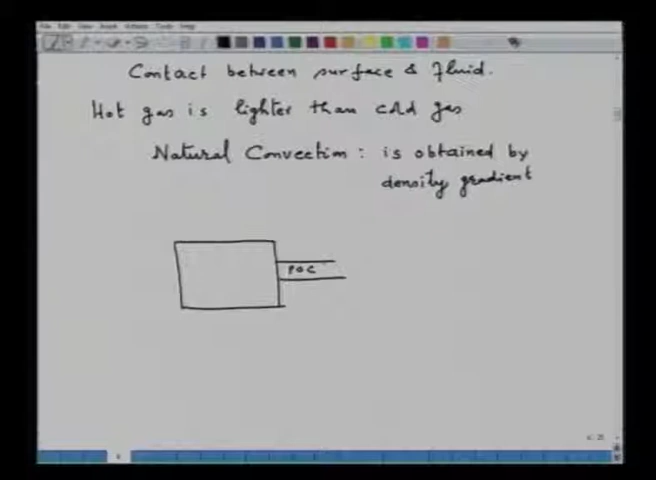 Contact between surface & fluid.
Hot gas is lighter than cold gas
Natural Convection : is obtained by
density gradient
POC